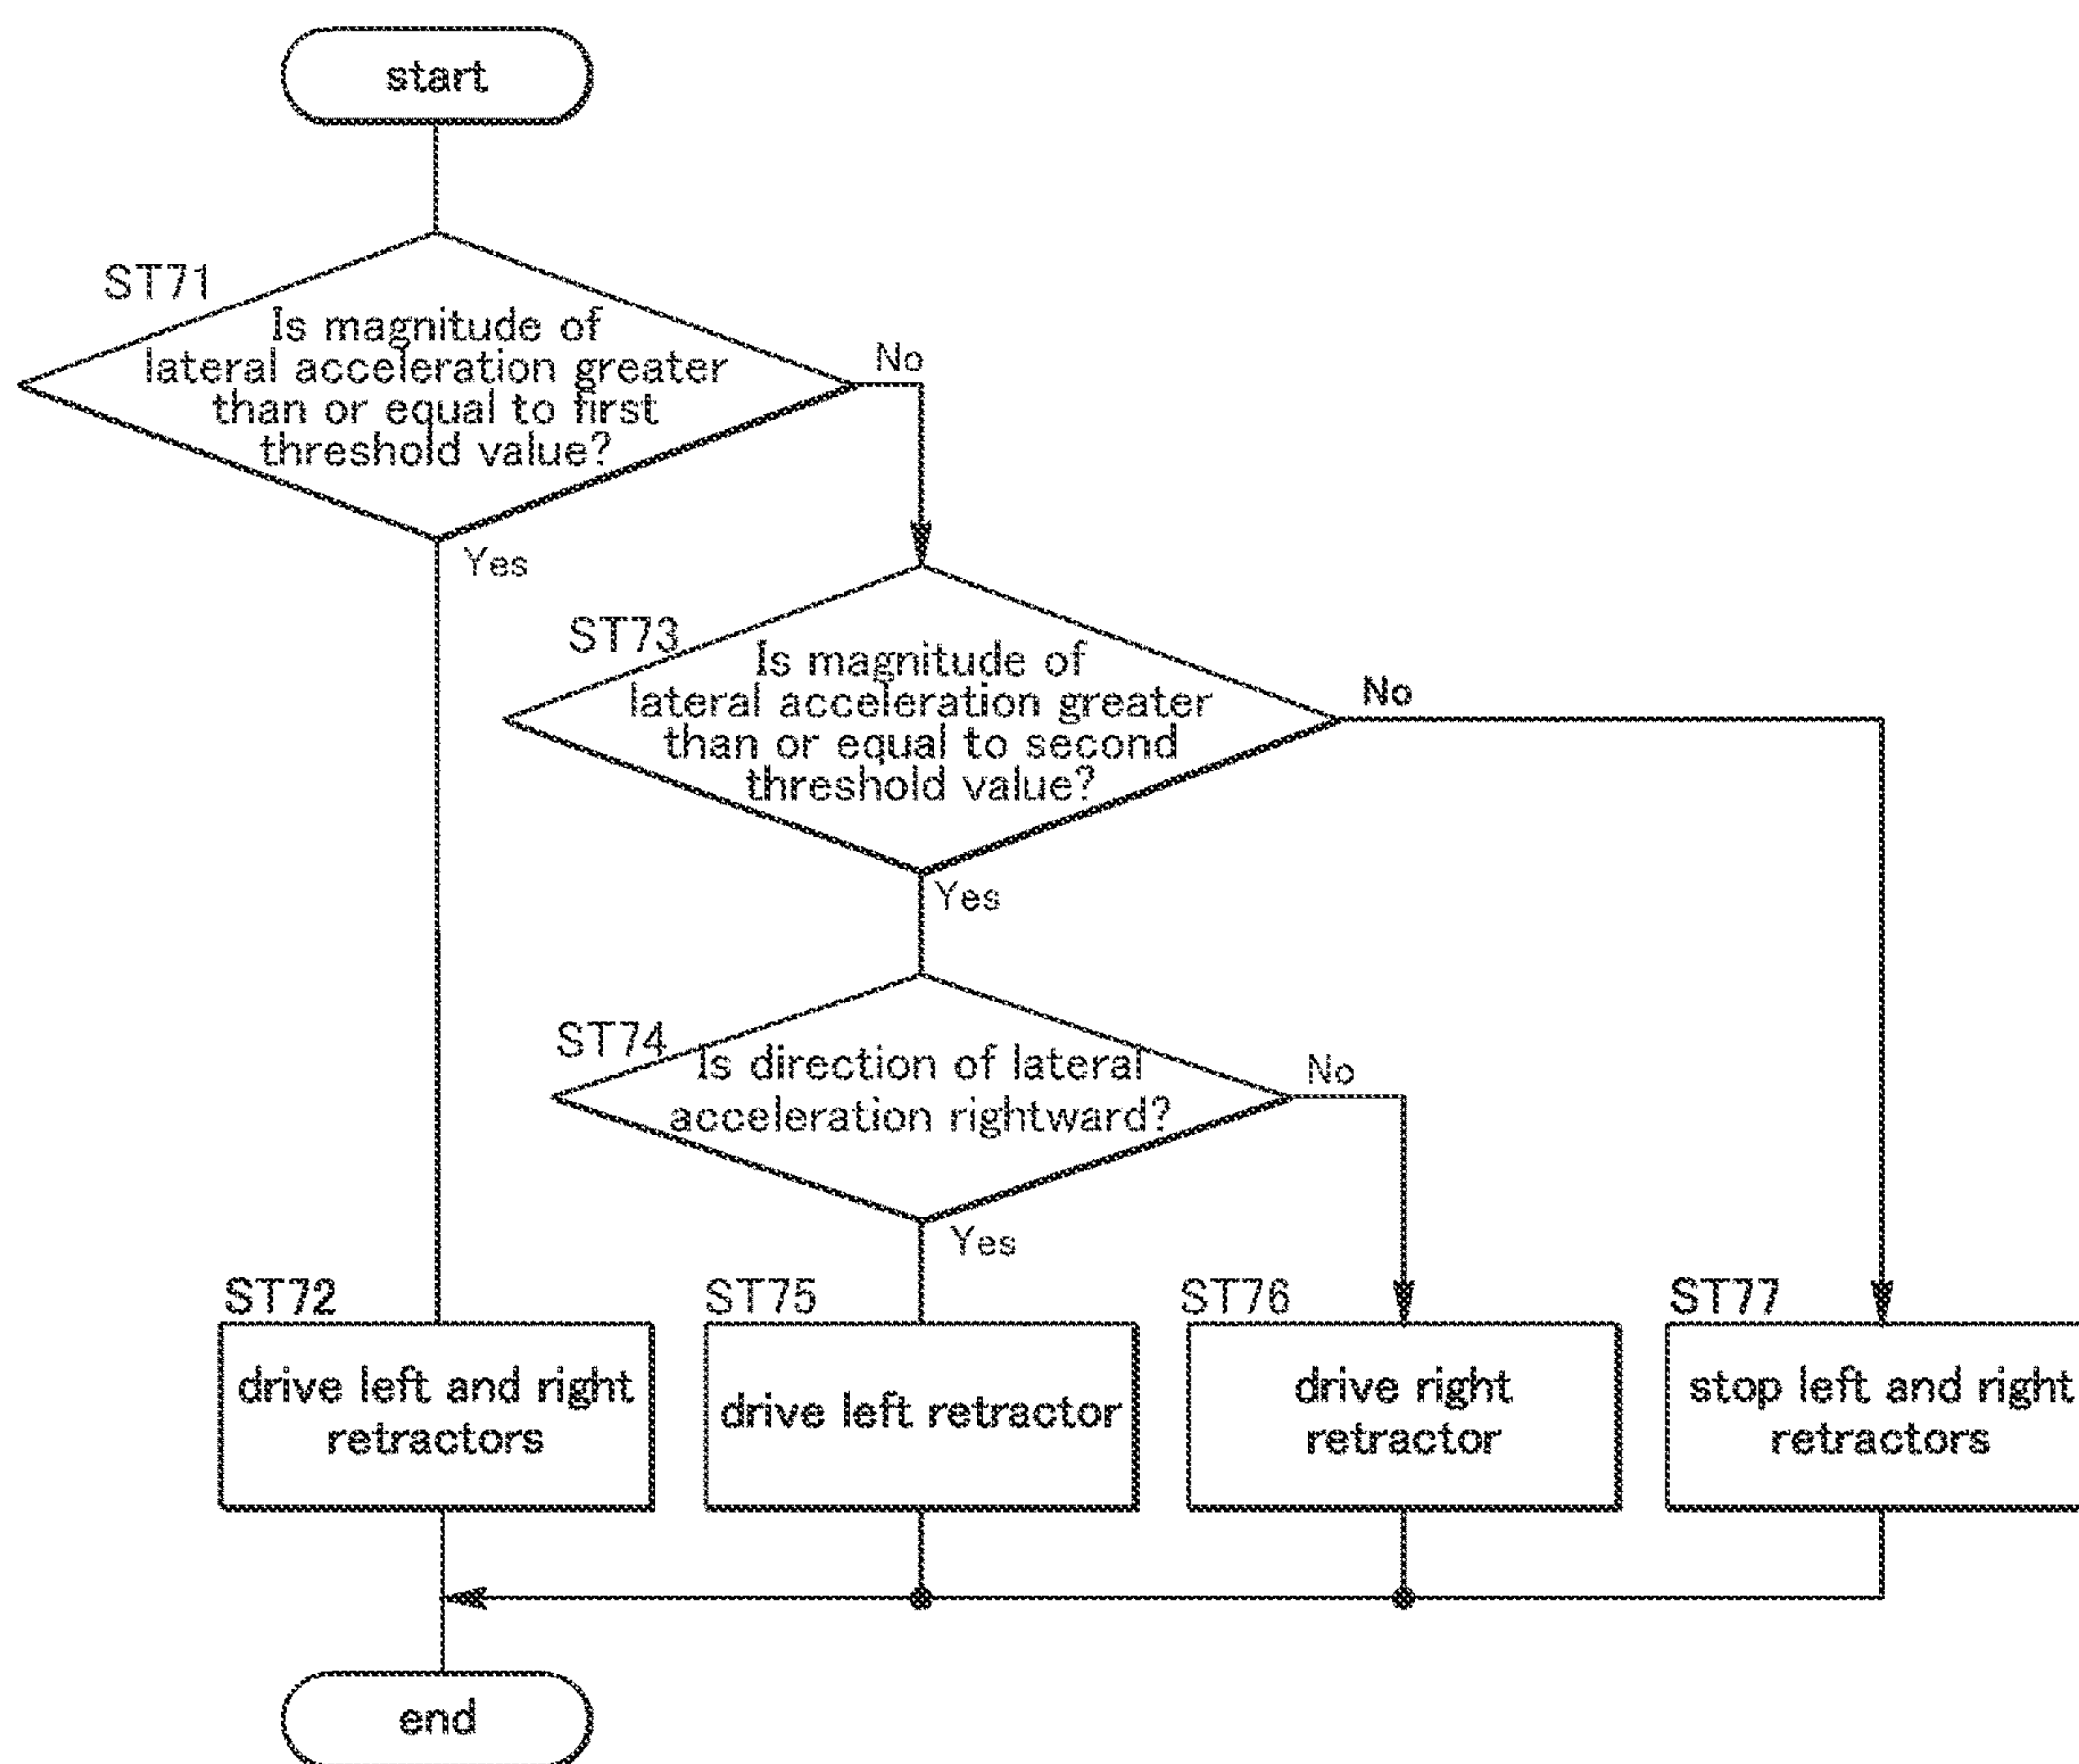 start
ST71
Is magnitude of
lateral acceleration greater
than or equal to first
threshold value?
No
Yes
ST73
Is magnitude of
lateral acceleration greater
than or equal to second
threshold value?
No
Yes
ST74
Is direction of lateral
acceleration rightward?
No
Yes
ST72
drive left and right
retractors
ST75
drive left retractor
ST76
drive right
retractor
ST77
stop left and right
retractors
end